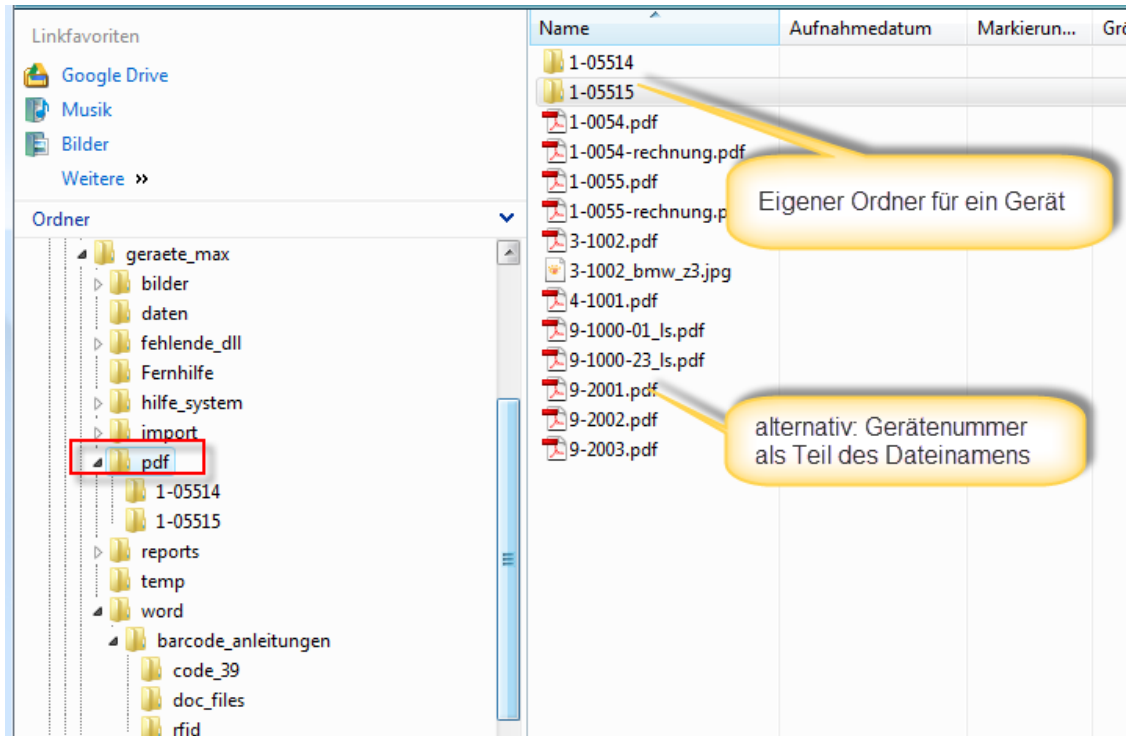 Linkfavoriten
Google Drive
Musik
Bilder
Weitere »
Ordner
geraete_max
bilder
daten
fehlende_dll
Fernhilfe
hilfe_system
import
pdf
1-05514
1-05515
reports
temp
word
barcode_anleitungen
code_39
doc_files
rfid
Name Aufnahmedatum Markierun... Grö
1-05514
1-05515
1-0054.pdf
1-0054-rechnung.pdf
1-0055.pdf
1-0055-rechnung.p
3-1002.pdf
3-1002_bmw_z3.jpg
4-1001.pdf
9-1000-01_ls.pdf
9-1000-23_ls.pdf
9-2001.pdf
9-2002.pdf
9-2003.pdf
Eigener Ordner für ein Gerät
alternativ: Gerätenummer
als Teil des Dateinamens